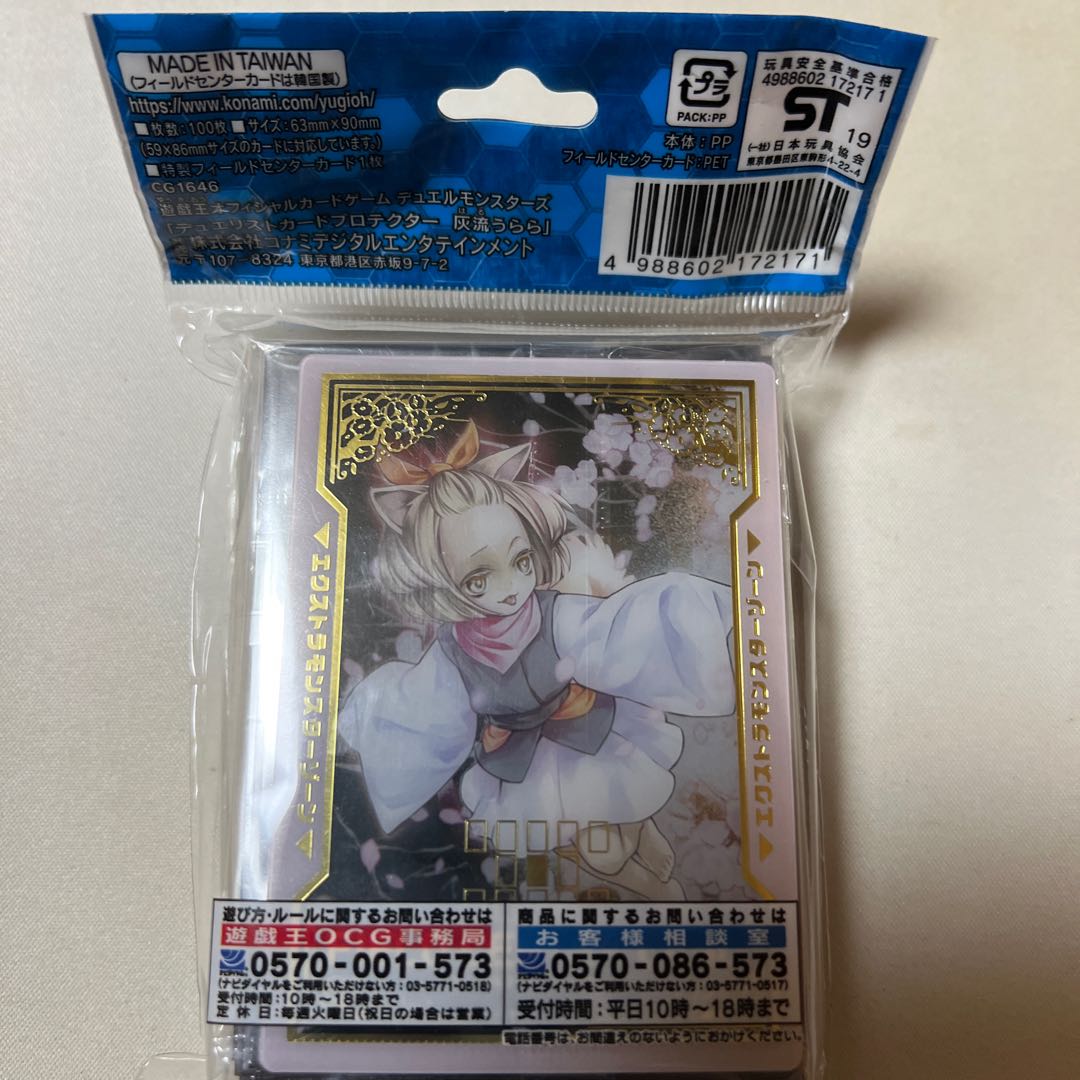 MADE IN TAIWAN
(フィールドセンターカードは韓国製)
https://www.konami.com/yugioh/
■枚数:100枚 ■サイズ:63mm×90mm
(59×86mmサイズのカードに対応しています。)
■特製フィールドセンターカード1枚
CG1646
遊戯王オフィシャルカードゲーム デュエルモンスターズ
「デュエリストカードプロテクター 灰流うらら」
株式会社コナミデジタルエンタテインメント
〒107-8324 東京都港区赤坂9-7-2
プラ
PACK:PP
本体:PP
フィールドセンターカード:PET
玩具安全基準合格
4988602 17217 1
ST 19
(一社)日本玩具協会
東京都墨田区東駒形4-22-4
4 988602 172171
エクストラモンスターゾーン
エクストラモンスターゾーン
遊び方・ルールに関するお問い合わせは
遊戯王OCG事務局
0570-001-573
(ナビダイヤルをご利用いただけない方:03-5771-0518)
受付時間:10時~18時まで
定休日:毎週火曜日(祝日の場合は営業)
商品に関するお問い合わせは
お客様相談室
0570-086-573
(ナビダイヤルをご利用いただけない方:03-5771-0517)
受付時間:平日10時~18時まで
電話番号は、お間違えのないようにおかけください。